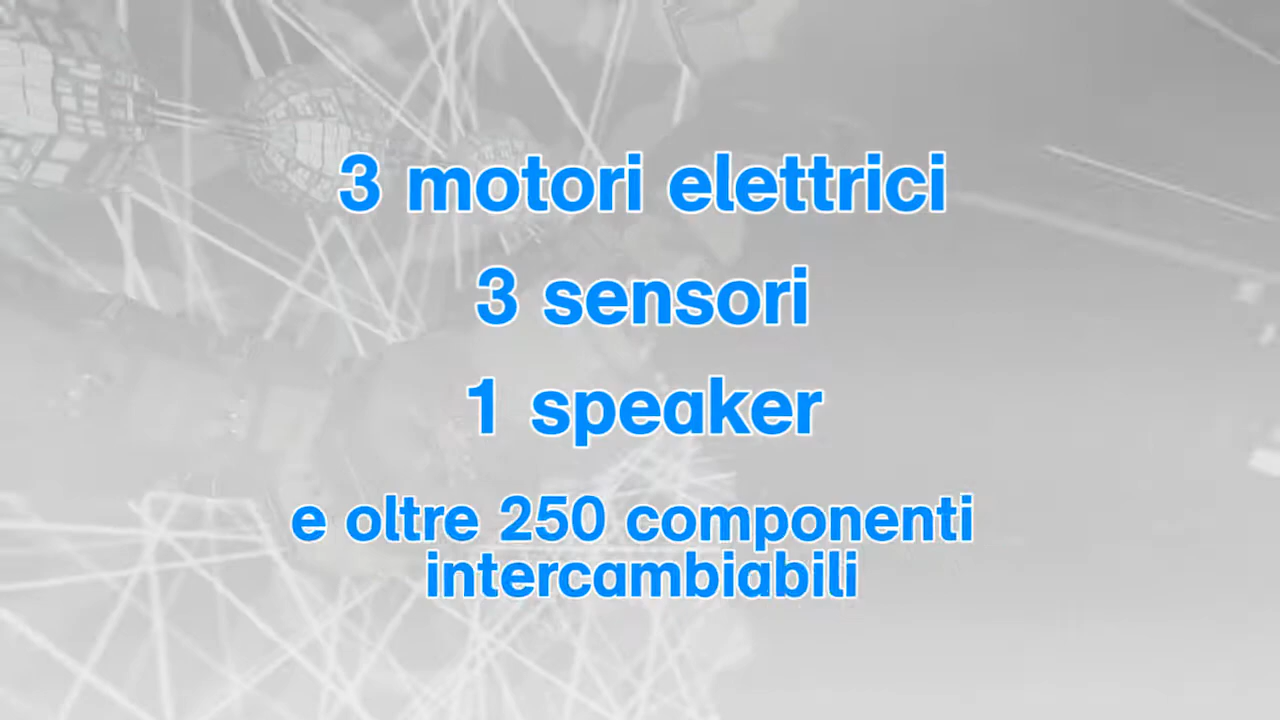 3 motori elettrici
3 sensori
1 speaker
e oltre 250 componenti
intercambiabili